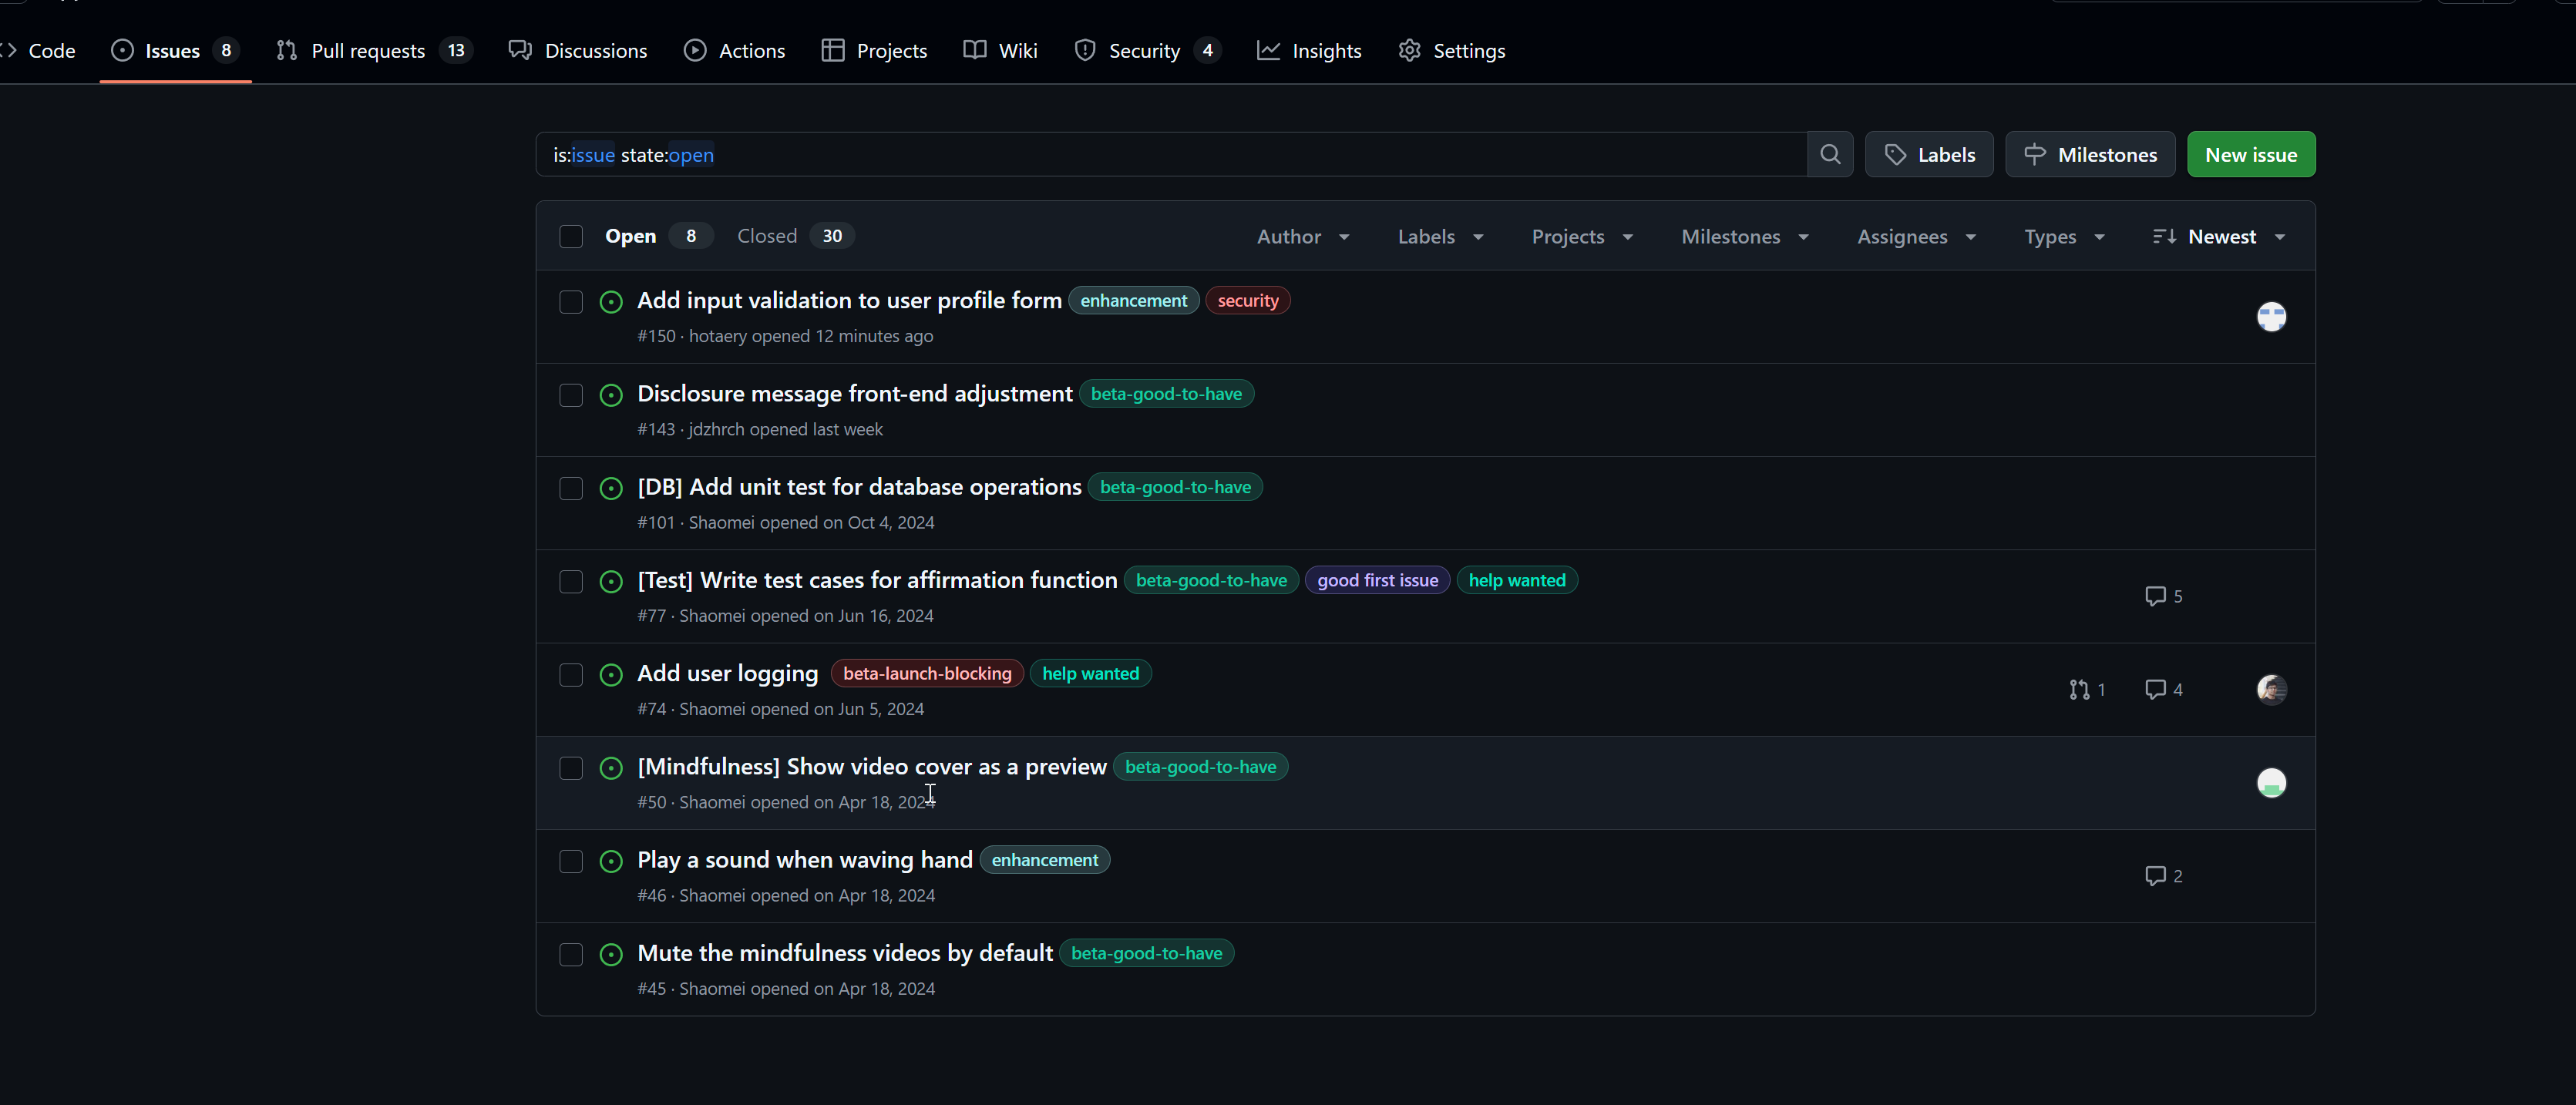 Code Issues 8 Pull requests 13 Discussions Actions Projects Wiki Security 4 Insights Settings
is:issue state:open Labels Milestones New issue
Open 8 Closed 30 Author Labels Projects Milestones Assignees Types Newest
Add input validation to user profile form enhancement security
#150 · hotaery opened 12 minutes ago
Disclosure message front-end adjustment beta-good-to-have
#143 · jdzhrch opened last week
[DB] Add unit test for database operations beta-good-to-have
#101 · Shaomei opened on Oct 4, 2024
[Test] Write test cases for affirmation function beta-good-to-have good first issue help wanted
#77 · Shaomei opened on Jun 16, 2024 5
Add user logging beta-launch-blocking help wanted
#74 · Shaomei opened on Jun 5, 2024 1 4
[Mindfulness] Show video cover as a preview beta-good-to-have
#50 · Shaomei opened on Apr 18, 2024
Play a sound when waving hand enhancement
#46 · Shaomei opened on Apr 18, 2024 2
Mute the mindfulness videos by default beta-good-to-have
#45 · Shaomei opened on Apr 18, 2024